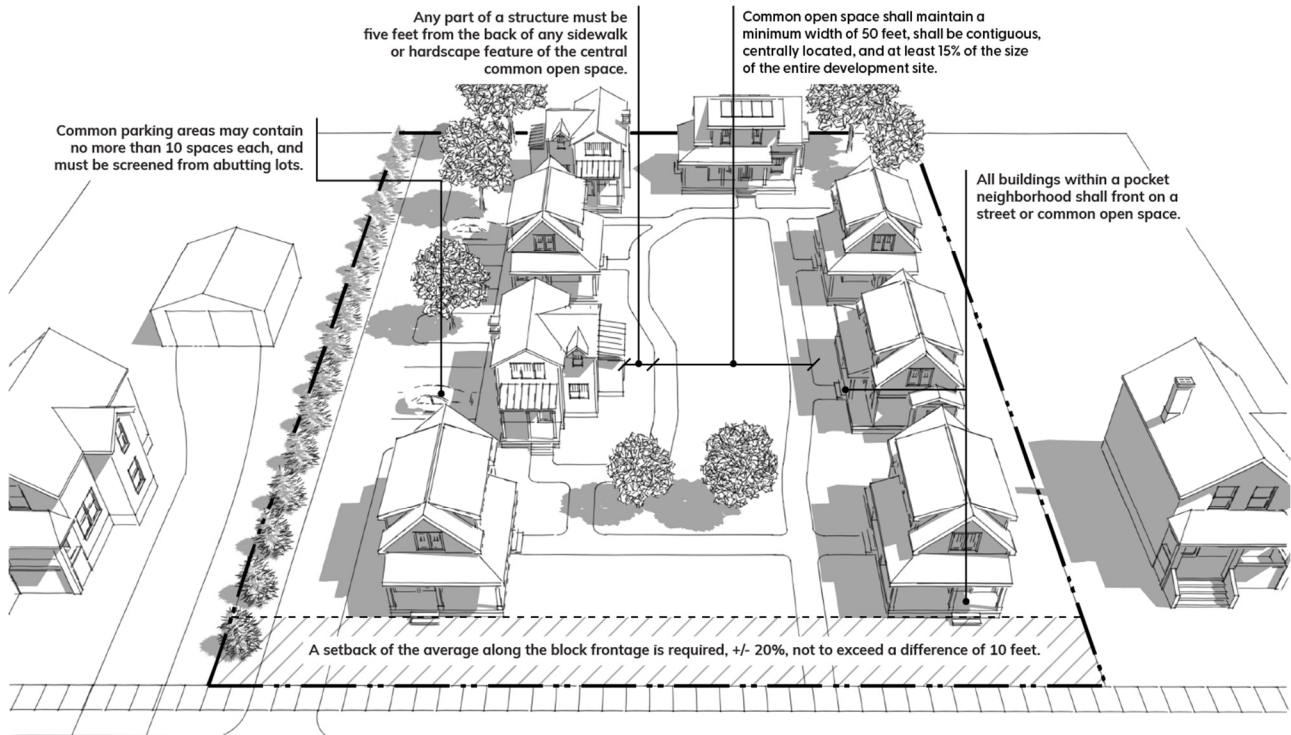 Any part of a structure must be
five feet from the back of any sidewalk
or hardscape feature of the central
common open space.
Common open space shall maintain a
minimum width of 50 feet, shall be contiguous,
centrally located, and at least 15% of the size
of the entire development site.
Common parking areas may contain
no more than 10 spaces each, and
must be screened from abutting lots.
All buildings within a pocket
neighborhood shall front on a
street or common open space.
A setback of the average along the block frontage is required, +/- 20%, not to exceed a difference of 10 feet.